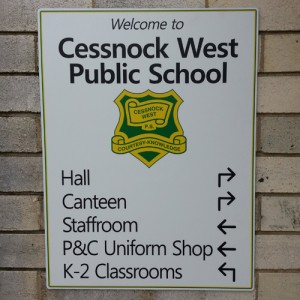 Welcome to
Cessnock West
Public School
CESSNOCK
WEST
P.S.
COURTESY-KNOWLEDGE
Hall
Canteen
Staffroom
P&C Uniform Shop
K-2 Classrooms